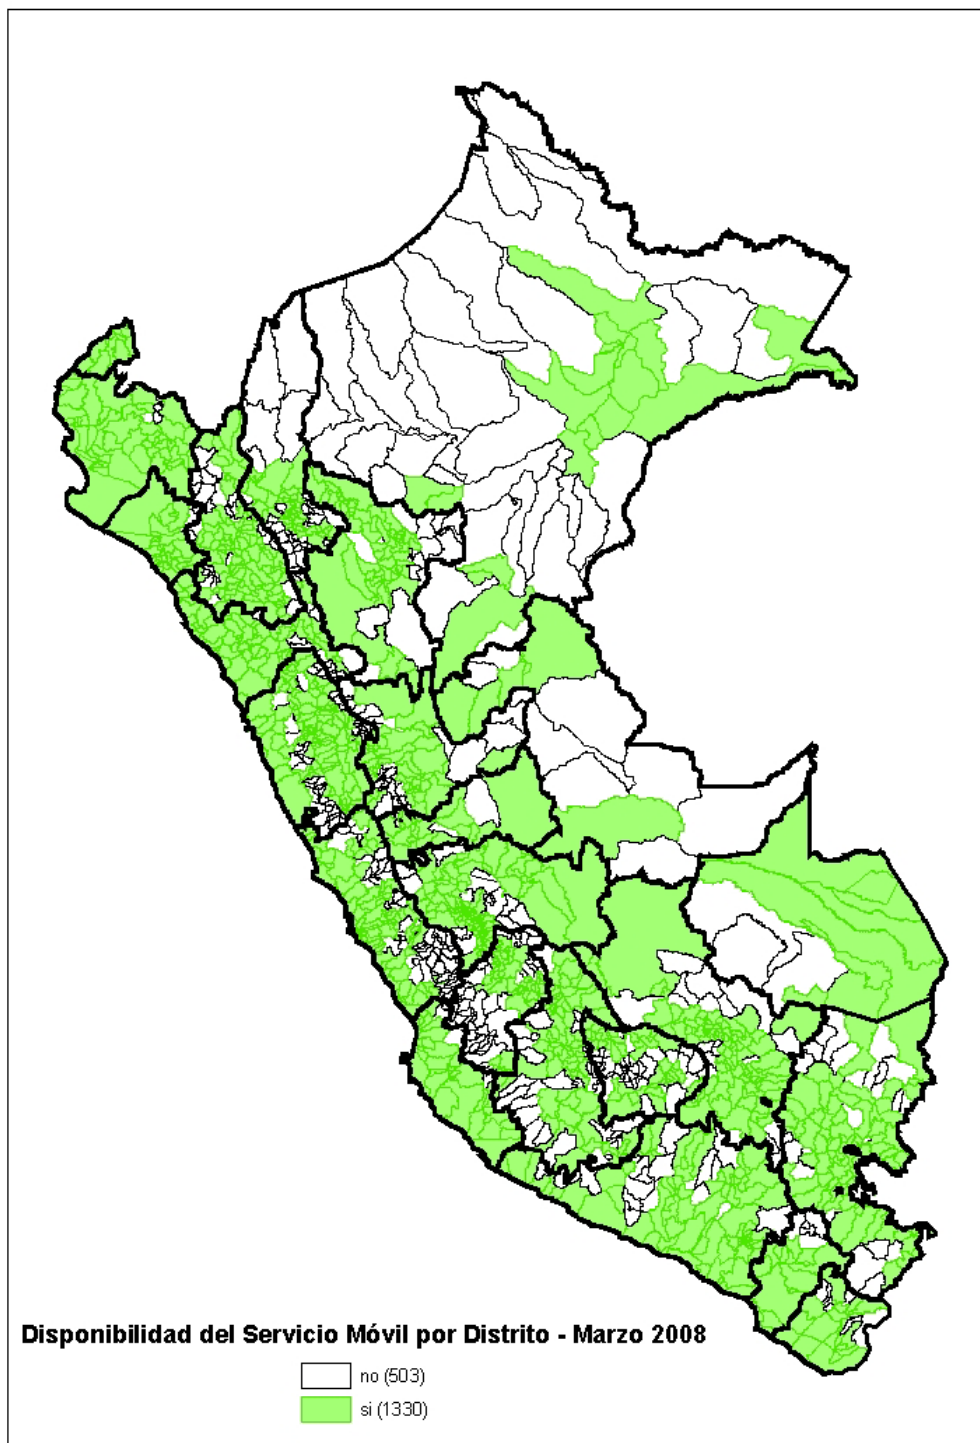 Disponibilidad del Servicio Móvil por Distrito - Marzo 2008
no (503)
si (1330)